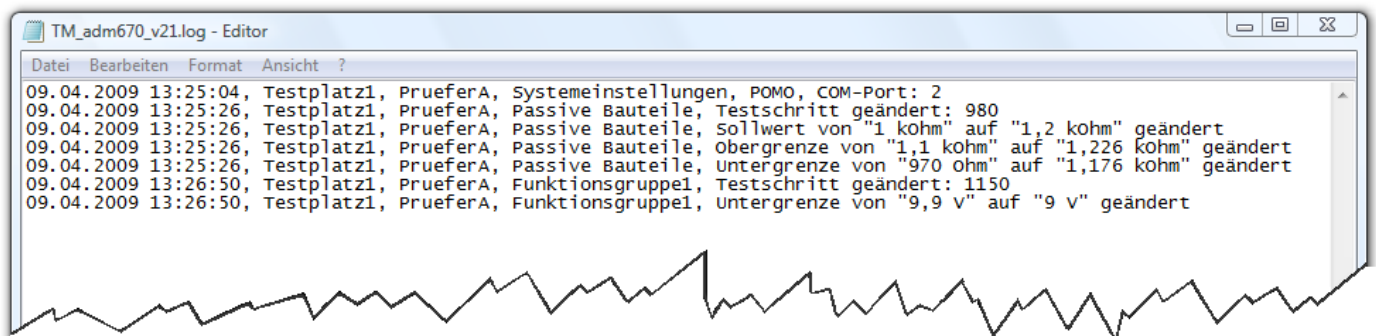 TM_adm670_v21.log - Editor
Datei Bearbeiten Format Ansicht ?
09.04.2009 13:25:04, Testplatz1, PrueferA, Systemeinstellungen, POMO, COM-Port: 2
09.04.2009 13:25:26, Testplatz1, PrueferA, Passive Bauteile, Testschritt geändert: 980
09.04.2009 13:25:26, Testplatz1, PrueferA, Passive Bauteile, Sollwert von "1 kOhm" auf "1,2 kOhm" geändert
09.04.2009 13:25:26, Testplatz1, PrueferA, Passive Bauteile, Obergrenze von "1,1 kOhm" auf "1,226 kOhm" geändert
09.04.2009 13:25:26, Testplatz1, PrueferA, Passive Bauteile, Untergrenze von "970 Ohm" auf "1,176 kOhm" geändert
09.04.2009 13:26:50, Testplatz1, PrueferA, Funktionsgruppe1, Testschritt geändert: 1150
09.04.2009 13:26:50, Testplatz1, PrueferA, Funktionsgruppe1, Untergrenze von "9,9 V" auf "9 V" geändert